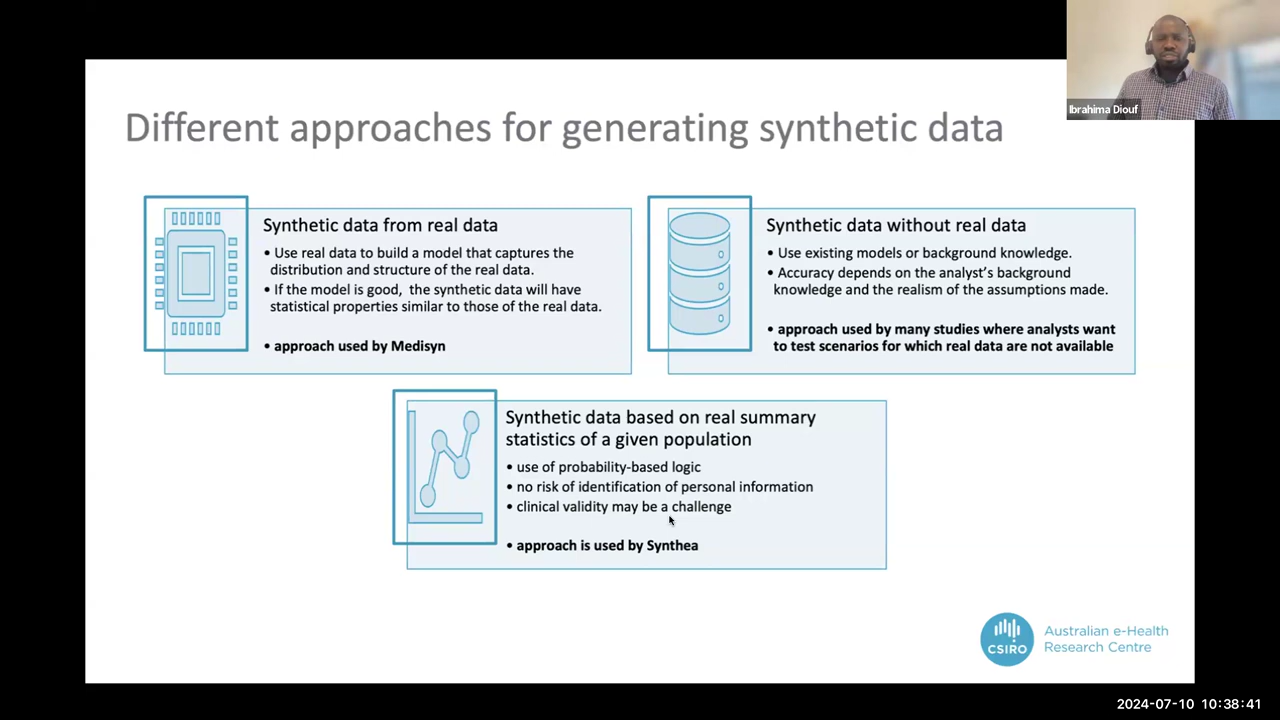 Ibrahima Diouf
Different approaches for generating synthetic data
Synthetic data from real data
• Use real data to build a model that captures the
distribution and structure of the real data.
• If the model is good, the synthetic data will have
statistical properties similar to those of the real data.
• approach used by Medisyn
Synthetic data without real data
• Use existing models or background knowledge.
• Accuracy depends on the analyst's background
knowledge and the realism of the assumptions made.
• approach used by many studies where analysts want
to test scenarios for which real data are not available
Synthetic data based on real summary
statistics of a given population
• use of probability-based logic
• no risk of identification of personal information
• clinical validity may be a challenge
• approach is used by Synthea
CSIRO
Australian e-Health
Research Centre
2024-07-10 10:38:41